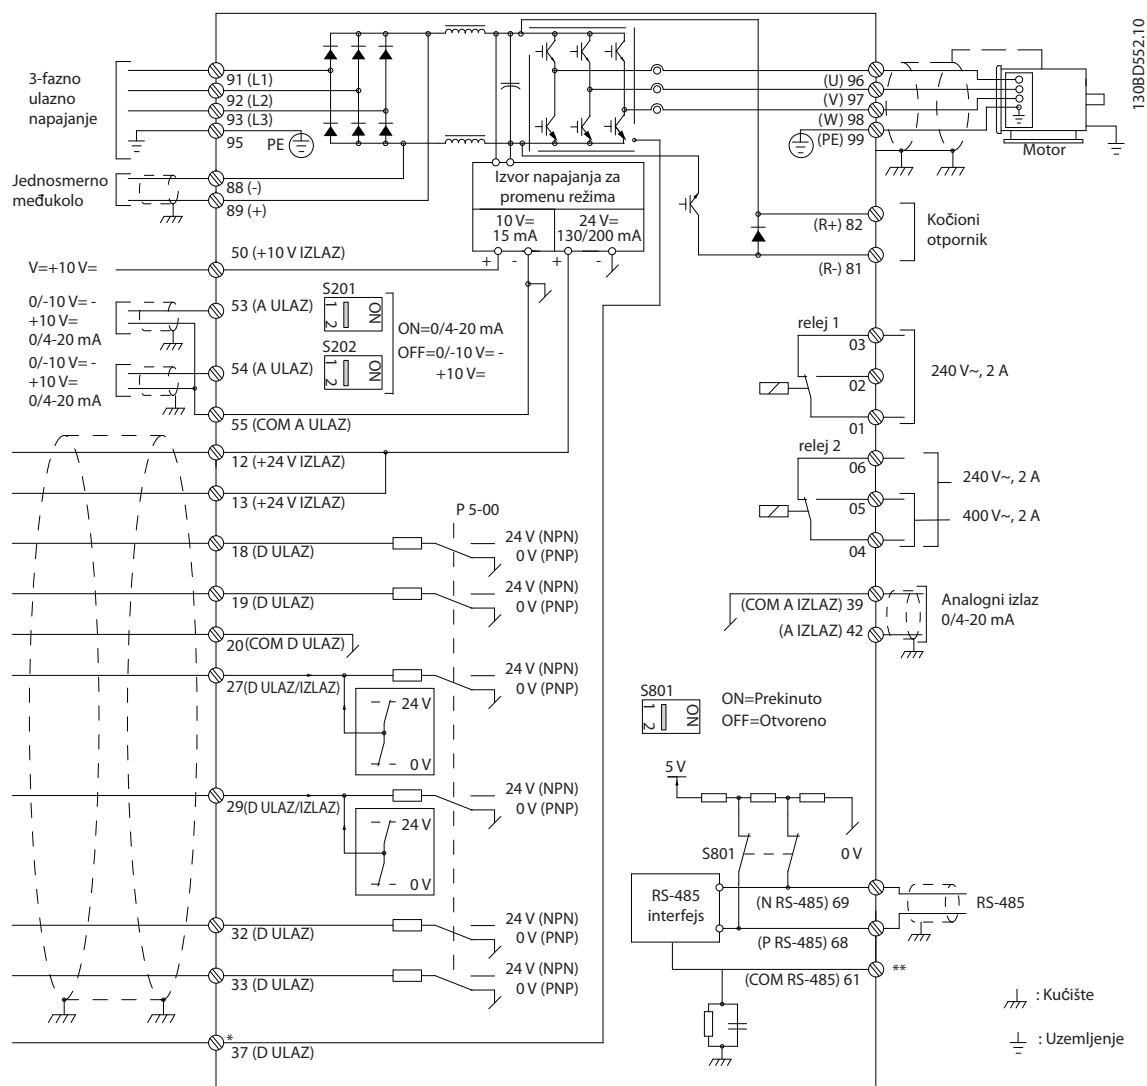 130BD552.10
3-fazno
ulazno
napajanje
91 (L1)
92 (L2)
93 (L3)
95
PE
Jednosmerno
međukolo
88 (-)
89 (+)
Izvor napajanja za
promenu režima
10 V=
15 mA
24 V=
130/200 mA
+ - + -
V=+10 V=
50 (+10 V IZLAZ)
0/-10 V= -
+10 V=
0/4-20 mA
53 (A ULAZ)
S201
1
2
ON
0/-10 V= -
+10 V=
0/4-20 mA
54 (A ULAZ)
S202
1
2
ON
ON=0/4-20 mA
OFF=0/-10 V= -
+10 V=
55 (COM A ULAZ)
12 (+24 V IZLAZ)
13 (+24 V IZLAZ)
P 5-00
18 (D ULAZ)
24 V (NPN)
0 V (PNP)
19 (D ULAZ)
24 V (NPN)
0 V (PNP)
20 (COM D ULAZ)
27 (D ULAZ/IZLAZ)
24 V (NPN)
0 V (PNP)
24 V
0 V
29 (D ULAZ/IZLAZ)
24 V (NPN)
0 V (PNP)
24 V
0 V
32 (D ULAZ)
24 V (NPN)
0 V (PNP)
33 (D ULAZ)
24 V (NPN)
0 V (PNP)
*
37 (D ULAZ)
(U) 96
(V) 97
(W) 98
(PE) 99
Motor
(R+) 82
(R-) 81
Kočioni
otpornik
relej 1
03
02
01
240 V~, 2 A
relej 2
06
05
04
240 V~, 2 A
400 V~, 2 A
(COM A IZLAZ) 39
(A IZLAZ) 42
Analogni izlaz
0/4-20 mA
S801
1
2
ON
ON=Prekinuto
OFF=Otvoreno
5 V
S801
0 V
RS-485
interfejs
(N RS-485) 69
(P RS-485) 68
(COM RS-485) 61
RS-485
**
: Kućište
: Uzemljenje